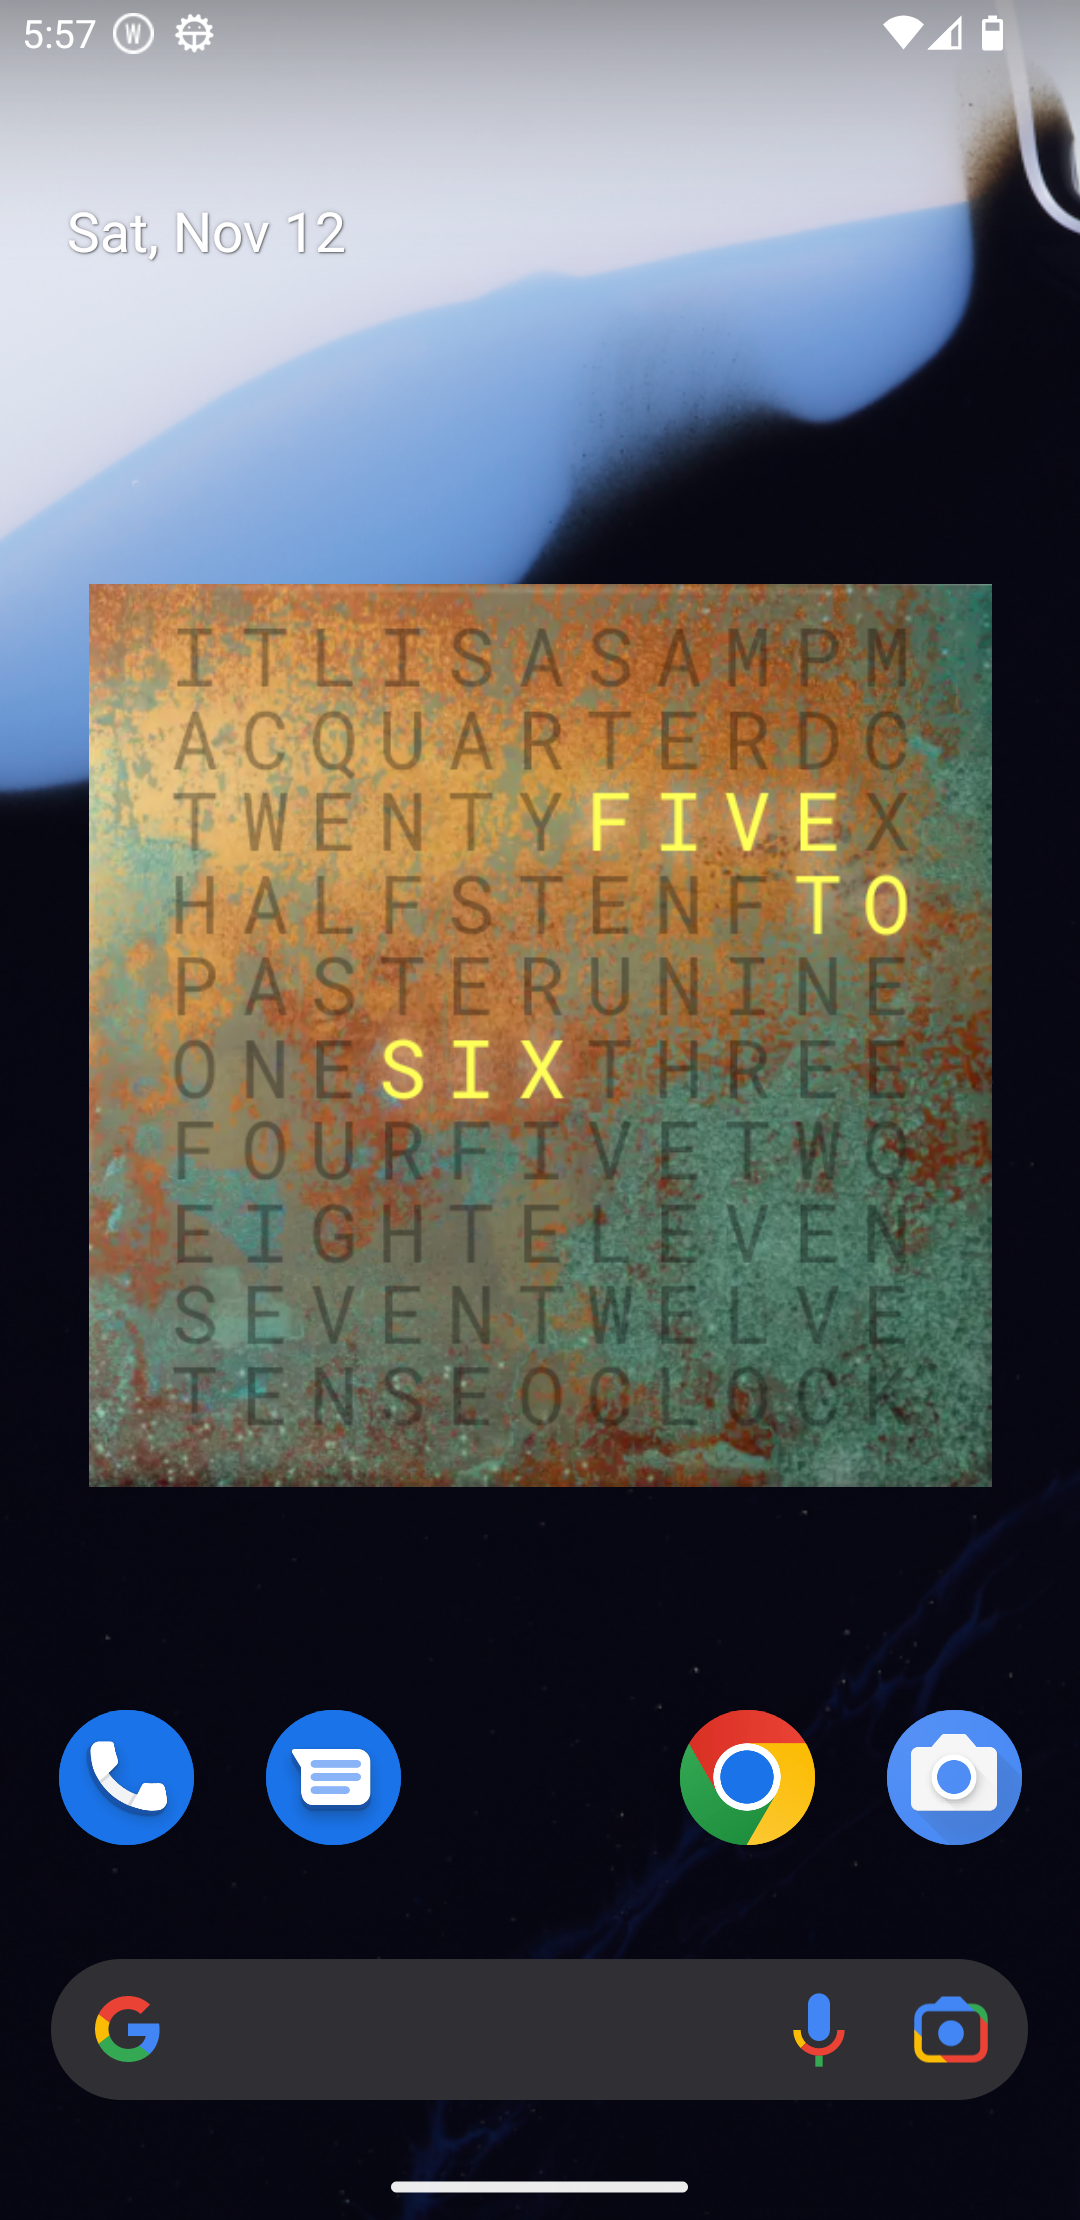 5:57
Sat, Nov 12
ITLISASAMPM
ACQUARTERDC
TWENTYFIVEX
HALFSTENFTO
PASTERUNINE
ONESIXTHREE
FOURFIVETWO
EIGHTELEVEN
SEVENTWELVE
TENSEOCLOCK